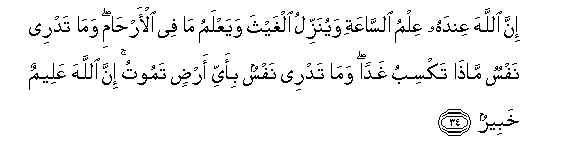 إِنَّ ٱللَّهَ عِندَهُۥ عِلْمُ ٱلسَّاعَةِ وَيُنَزِّلُ ٱلْغَيْثَ وَيَعْلَمُ مَا فِى ٱلْأَرْحَامِۖ وَمَا تَدْرِى
نَفْسٌ مَّاذَا تَكْسِبُ غَدًاۖ وَمَا تَدْرِى نَفْسٌۢ بِأَىِّ أَرْضٍ تَمُوتُۚ إِنَّ ٱللَّهَ عَلِيمٌ
خَبِيرٌۢ ٣٤